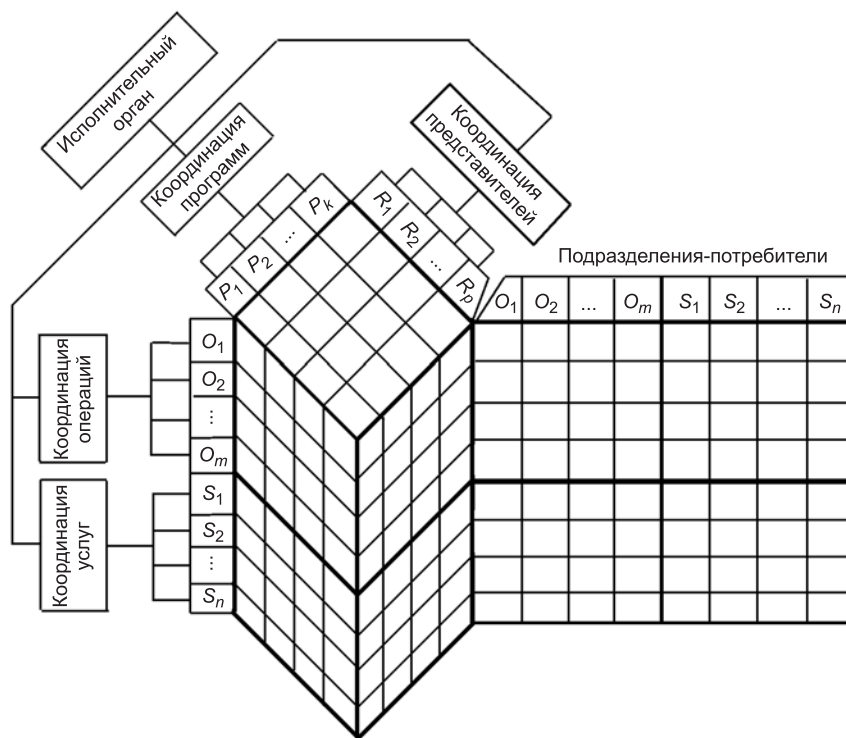 Исполнительный
орган
Координация
программ
Координация
представителей
P1
P2
...
Pk
R1
R2
...
Rp
Подразделения-потребители
O1 O2 ... Om S1 S2 ... Sn
Координация
операций
O1
O2
...
Om
Координация
услуг
S1
S2
...
Sn